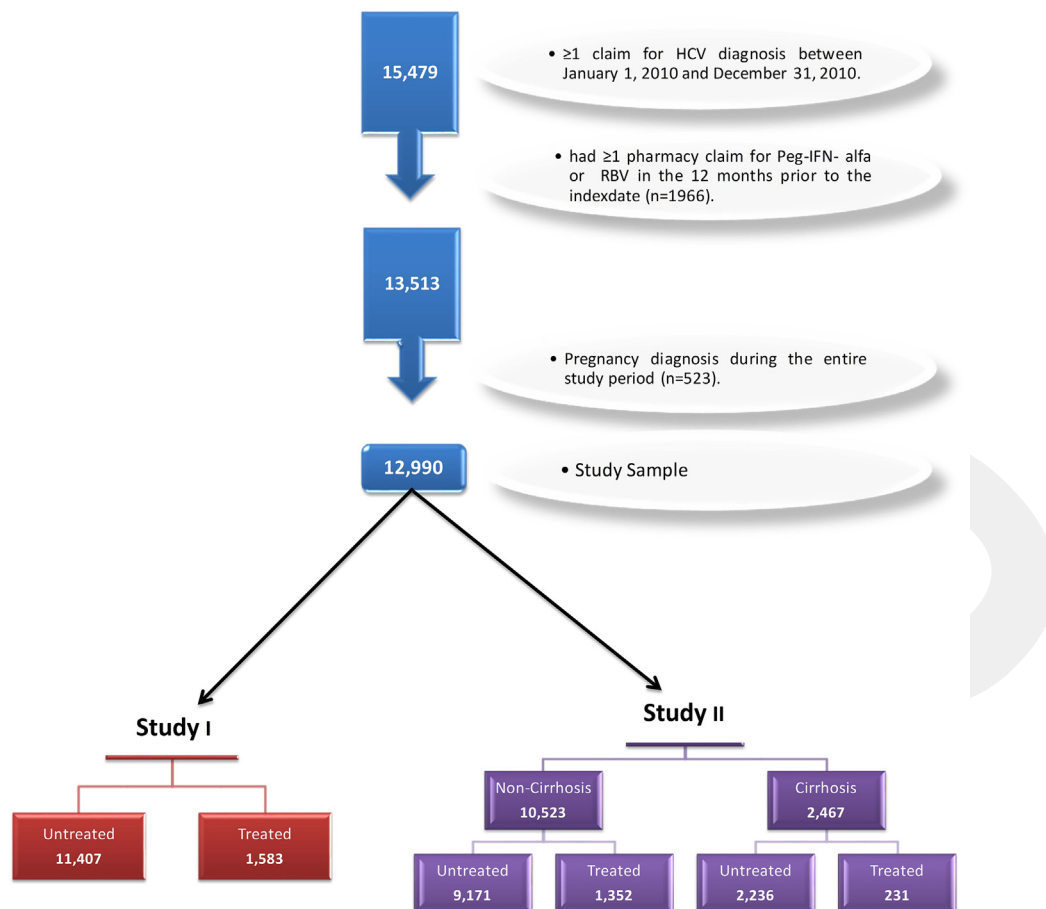 15,479
• ≥1 claim for HCV diagnosis between
January 1, 2010 and December 31, 2010.
• had ≥1 pharmacy claim for Peg-IFN- alfa
or RBV in the 12 months prior to the
indexdate (n=1966).
13,513
• Pregnancy diagnosis during the entire
study period (n=523).
12,990
• Study Sample
Study I
Untreated
11,407
Treated
1,583
Study II
Non-Cirrhosis
10,523
Cirrhosis
2,467
Untreated
9,171
Treated
1,352
Untreated
2,236
Treated
231